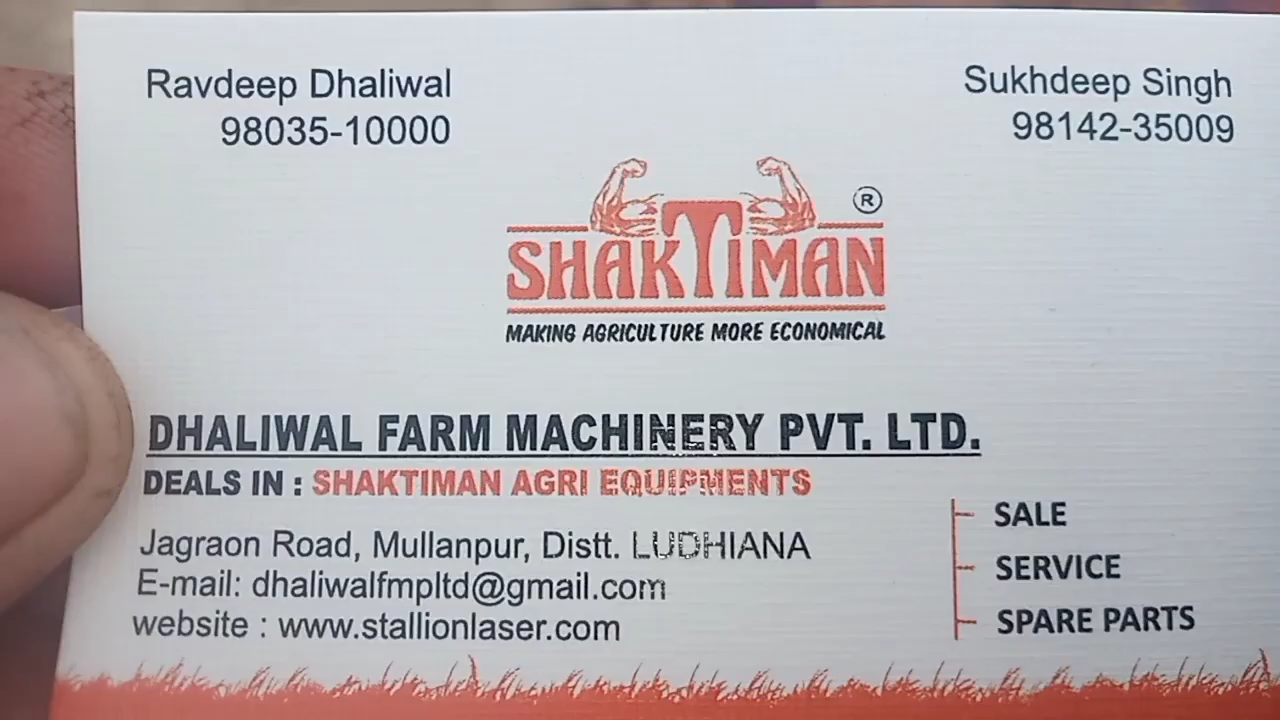 Ravdeep Dhaliwal
98035-10000
Sukhdeep Singh
98142-35009
SHAKTIMAN ®
MAKING AGRICULTURE MORE ECONOMICAL
DHALIWAL FARM MACHINERY PVT. LTD.
DEALS IN : SHAKTIMAN AGRI EQUIPMENTS
Jagraon Road, Mullanpur, Distt. LUDHIANA
E-mail: dhaliwalfmpltd@gmail.com
website : www.stallionlaser.com
SALE
SERVICE
SPARE PARTS